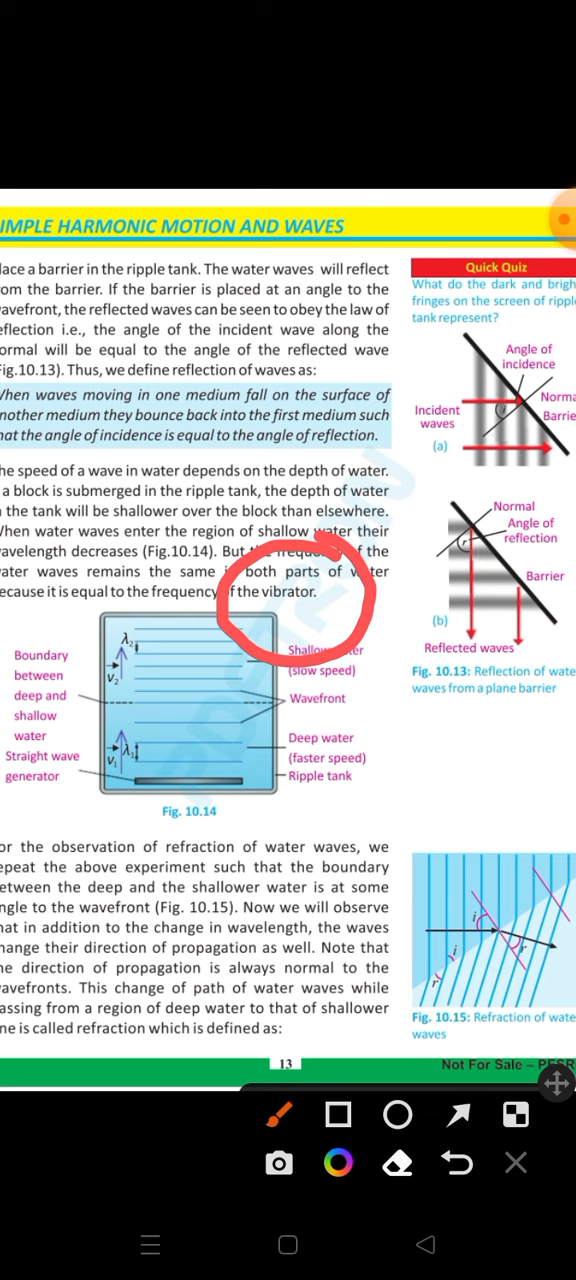 IMPLE HARMONIC MOTION AND WAVES
lace a barrier in the ripple tank. The water waves will reflect
om the barrier. If the barrier is placed at an angle to the
avefront, the reflected waves can be seen to obey the law of
eflection i.e., the angle of the incident wave along the
ormal will be equal to the angle of the reflected wave
ig.10.13). Thus, we define reflection of waves as:
When waves moving in one medium fall on the surface of
nother medium they bounce back into the first medium such
hat the angle of incidence is equal to the angle of reflection.
he speed of a wave in water depends on the depth of water.
a block is submerged in the ripple tank, the depth of water
the tank will be shallower over the block than elsewhere.
When water waves enter the region of shallow water their
avelength decreases (Fig.10.14). But the frequency of the
ater waves remains the same both parts of water
ecause it is equal to the frequency of the vibrator.
Quick Quiz
What do the dark and brigh
fringes on the screen of rippl
tank represent?
Angle of
incidence
Norma
Incident
waves
Barrie
i
(a)
Normal
Angle of
reflection
r
Barrier
(b)
Reflected waves
Fig. 10.13: Reflection of wate
waves from a plane barrier
Boundary
between
deep and
shallow
water
Straight wave
generator
λ2
v2
λ1
v1
Shallow water
(slow speed)
Wavefront
Deep water
(faster speed)
Ripple tank
Fig. 10.14
or the observation of refraction of water waves, we
epeat the above experiment such that the boundary
etween the deep and the shallower water is at some
ngle to the wavefront (Fig. 10.15). Now we will observe
hat in addition to the change in wavelength, the waves
hange their direction of propagation as well. Note that
he direction of propagation is always normal to the
avefronts. This change of path of water waves while
assing from a region of deep water to that of shallower
ne is called refraction which is defined as:
i
r
i
r
Fig. 10.15: Refraction of wate
waves
13
Not For Sale – PESR